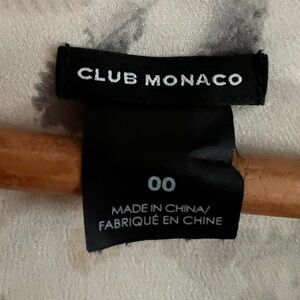 CLUB MONACO
00
MADE IN CHINA/
FABRIQUÉ EN CHINE